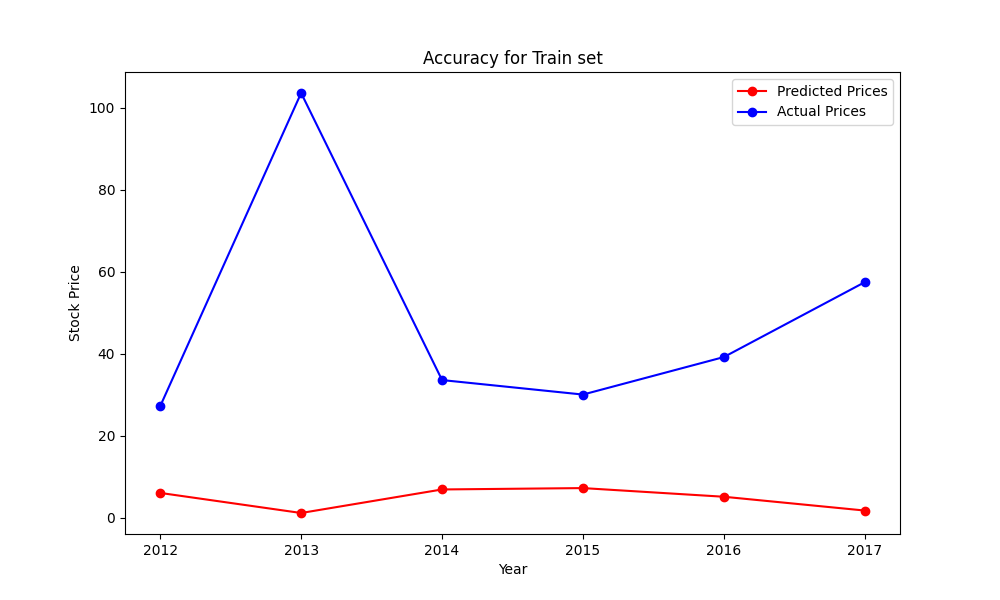 Accuracy for Train set
Predicted Prices
Actual Prices
100
80
60
40
20
0
Stock Price
2012 2013 2014 2015 2016 2017
Year